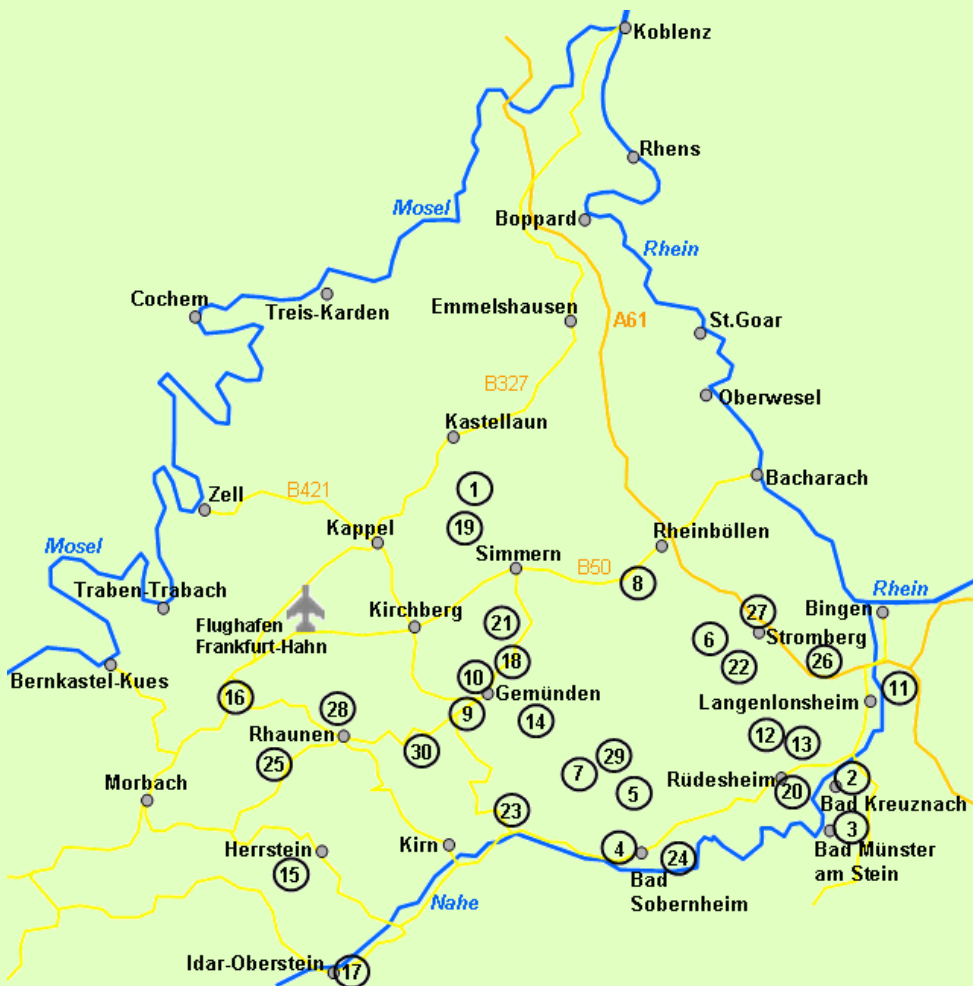 Koblenz
Rhens
Mosel
Boppard
Rhein
Cochem
Treis-Karden
Emmelshausen
A61
St.Goar
B327
Oberwesel
Kastellaun
Bacharach
Zell
B421
1
Kappel
19
Rheinböllen
Mosel
Simmern
B50
8
Rhein
Traben-Trabach
Kirchberg
Bingen
27
Flughafen
Frankfurt-Hahn
21
6
Stromberg
18
22
26
Bernkastel-Kues
10
Gemünden
11
16
28
9
14
Langenlonsheim
Rhaunen
30
12
13
25
29
7
Morbach
5
Rüdesheim
2
20
Bad Kreuznach
23
3
Kirn
4
Herrstein
24
Bad Münster
am Stein
15
Bad
Sobernheim
Nahe
Idar-Oberstein
17